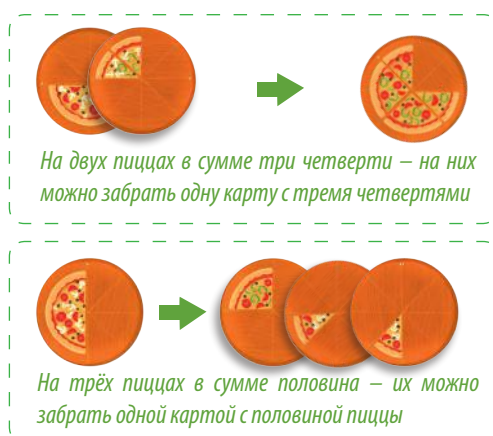 На двух пиццах в сумме три четверти – на них
можно забрать одну карту с тремя четвертями
На трёх пиццах в сумме половина – их можно
забрать одной картой с половиной пиццы